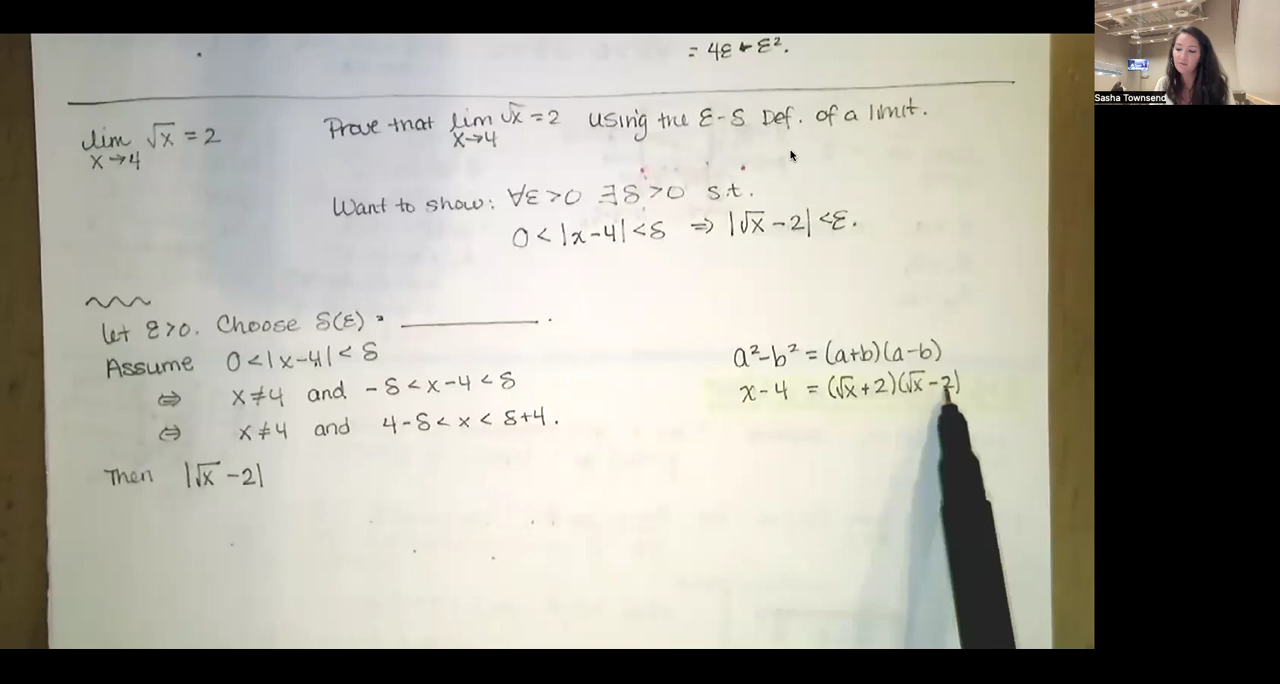 = 4ε + ε².
lim √x = 2
x→4
Prove that lim √x = 2 using the ε-δ Def. of a limit.
x→4
Want to show: ∀ε>0 ∃δ>0 s.t.
0 < |x-4| < δ ⇒ |√x - 2| < ε.
Let ε>0. Choose δ(ε) = ________.
Assume 0<|x-4|< δ
⇔ x≠4 and -δ < x-4 < δ
⇔ x≠4 and 4-δ < x < δ+4.
Then |√x - 2|
a²-b² = (a+b)(a-b)
x-4 = (√x+2)(√x-2)
Sasha Townsend